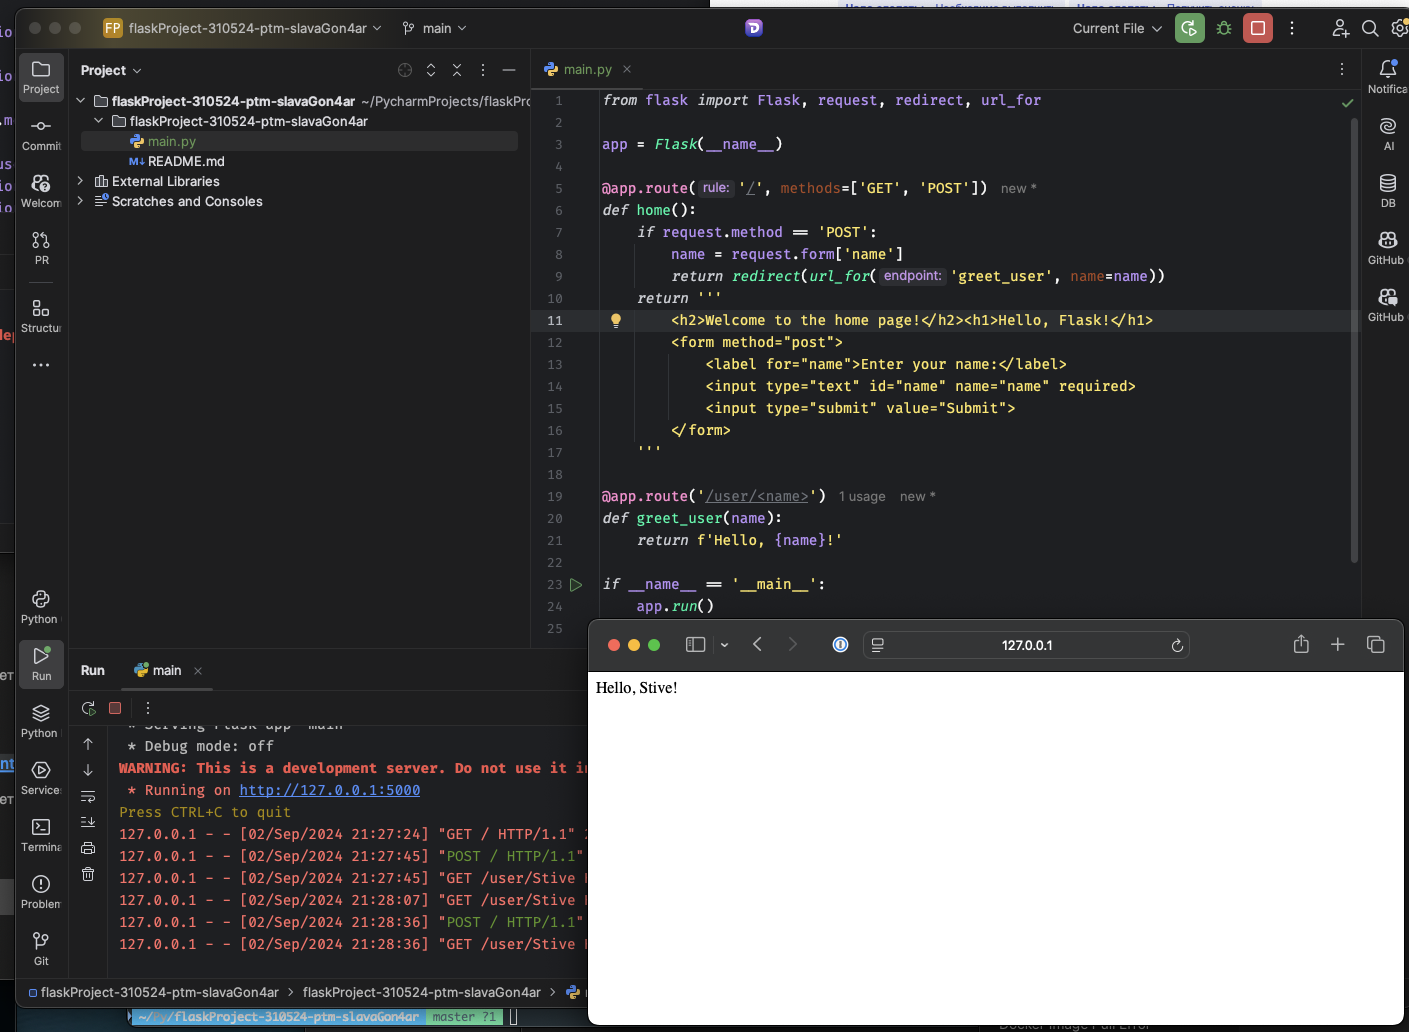 FP flaskProject-310524-ptm-slavaGon4ar main Current File
Project
main.py
Project
Commit
Welcom
PR
Structur
flaskProject-310524-ptm-slavaGon4ar ~/PycharmProjects/flaskPrc
flaskProject-310524-ptm-slavaGon4ar
main.py
README.md
External Libraries
Scratches and Consoles
1 from flask import Flask, request, redirect, url_for
2
3 app = Flask(__name__)
4
5 @app.route( rule: '/', methods=['GET', 'POST']) new *
6 def home():
7 if request.method == 'POST':
8 name = request.form['name']
9 return redirect(url_for( endpoint: 'greet_user', name=name))
10 return '''
11 <h2>Welcome to the home page!</h2><h1>Hello, Flask!</h1>
12 <form method="post">
13 <label for="name">Enter your name:</label>
14 <input type="text" id="name" name="name" required>
15 <input type="submit" value="Submit">
16 </form>
17 '''
18
19 @app.route('/user/<name>') 1 usage new *
20 def greet_user(name):
21 return f'Hello, {name}!'
22
23 if __name__ == '__main__':
24 app.run()
25
Notifica
AI
DB
GitHub
GitHub
Python
Run
Python
Service
Termina
Problem
Git
Run main
* Debug mode: off
WARNING: This is a development server. Do not use it in
* Running on http://127.0.0.1:5000
Press CTRL+C to quit
127.0.0.1 - - [02/Sep/2024 21:27:24] "GET / HTTP/1.1"
127.0.0.1 - - [02/Sep/2024 21:27:45] "POST / HTTP/1.1"
127.0.0.1 - - [02/Sep/2024 21:27:45] "GET /user/Stive
127.0.0.1 - - [02/Sep/2024 21:28:07] "GET /user/Stive
127.0.0.1 - - [02/Sep/2024 21:28:36] "POST / HTTP/1.1"
127.0.0.1 - - [02/Sep/2024 21:28:36] "GET /user/Stive
127.0.0.1
Hello, Stive!
flaskProject-310524-ptm-slavaGon4ar > flaskProject-310524-ptm-slavaGon4ar >
~/Py/flaskProject-310524-ptm-slavaGon4ar master ?1